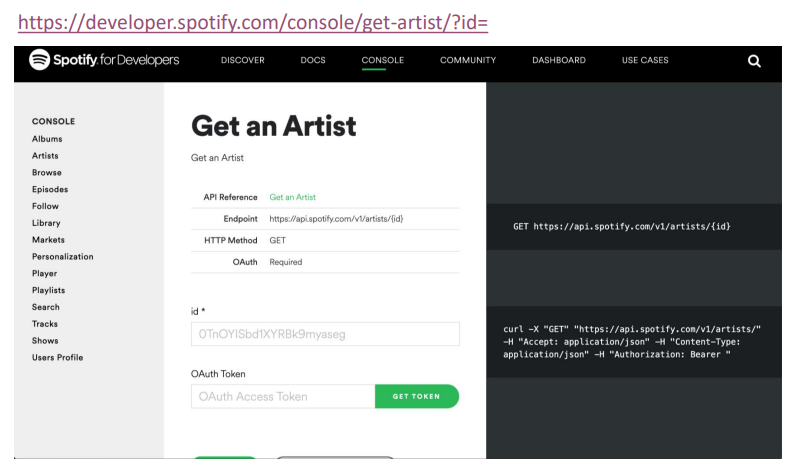 https://developer.spotify.com/console/get-artist/?id=
Spotify for Developers
DISCOVER DOCS CONSOLE COMMUNITY DASHBOARD USE CASES
CONSOLE
Albums
Artists
Browse
Episodes
Follow
Library
Markets
Personalization
Player
Playlists
Search
Tracks
Shows
Users Profile
Get an Artist
Get an Artist
API Reference Get an Artist
Endpoint https://api.spotify.com/v1/artists/{id}
HTTP Method GET
OAuth Required
id *
0TnOYISbd1XYRBk9myaseg
OAuth Token
OAuth Access Token GET TOKEN
GET https://api.spotify.com/v1/artists/{id}
curl -X "GET" "https://api.spotify.com/v1/artists/"
-H "Accept: application/json" -H "Content-Type:
application/json" -H "Authorization: Bearer "